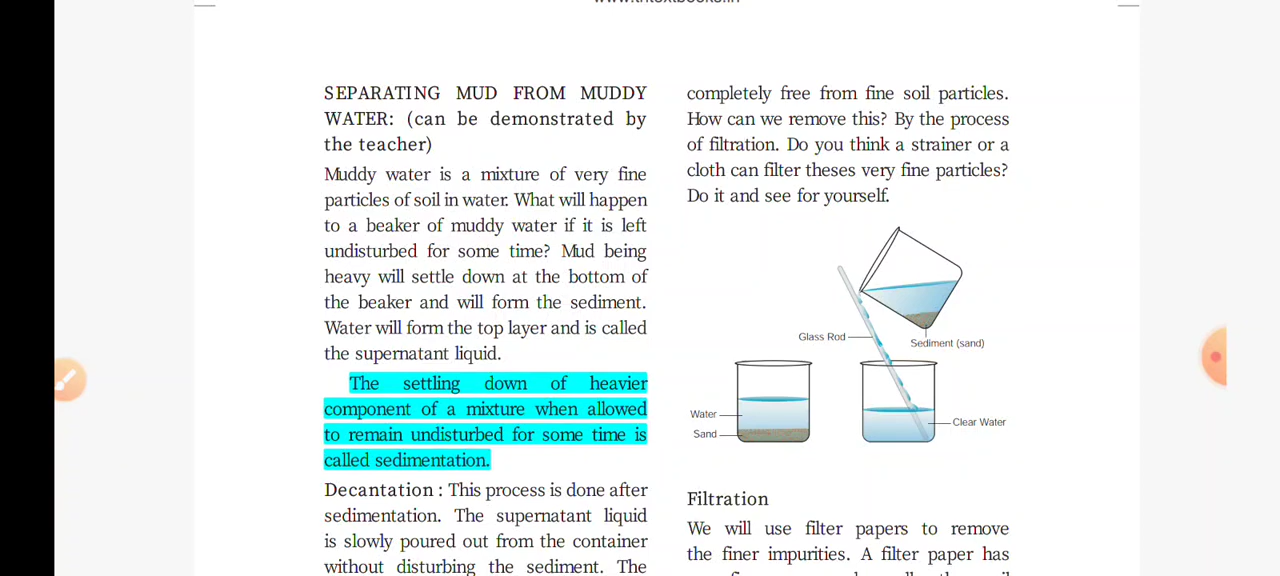 SEPARATING MUD FROM MUDDY
WATER: (can be demonstrated by
the teacher)
Muddy water is a mixture of very fine
particles of soil in water. What will happen
to a beaker of muddy water if it is left
undisturbed for some time? Mud being
heavy will settle down at the bottom of
the beaker and will form the sediment.
Water will form the top layer and is called
the supernatant liquid.
The settling down of heavier
component of a mixture when allowed
to remain undisturbed for some time is
called sedimentation.
Decantation : This process is done after
sedimentation. The supernatant liquid
is slowly poured out from the container
without disturbing the sediment. The
completely free from fine soil particles.
How can we remove this? By the process
of filtration. Do you think a strainer or a
cloth can filter theses very fine particles?
Do it and see for yourself.
Glass Rod
Sediment (sand)
Water
Sand
Clear Water
Filtration
We will use filter papers to remove
the finer impurities. A filter paper has